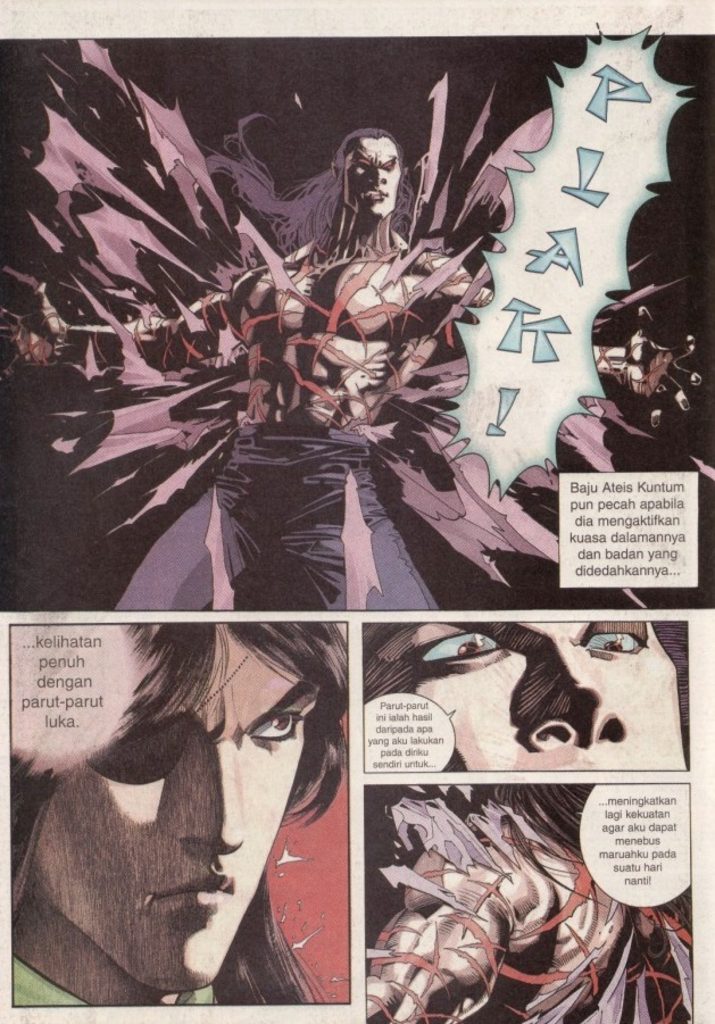 PLAK!
Baju Ateis Kuntum
pun pecah apabila
dia mengaktifkan
kuasa dalamannya
dan badan yang
didedahkannya...
...kelihatan
penuh
dengan
parut-parut
luka.
Parut-parut
ini ialah hasil
daripada apa
yang aku lakukan
pada diriku
sendiri untuk...
...meningkatkan
lagi kekuatan
agar aku dapat
menebus
maruahku pada
suatu hari
nanti!